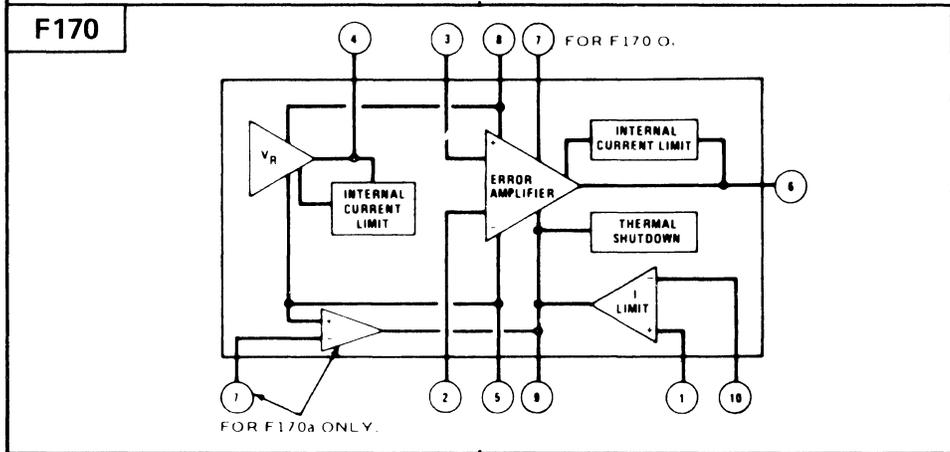 F170
4 3 8 7 FOR F170 O.
V R
INTERNAL
CURRENT
LIMIT
+
ERROR
AMPLIFIER
-
INTERNAL
CURRENT LIMIT
6
THERMAL
SHUTDOWN
-
I
LIMIT
+
+
-
7 2 5 9 1 10
FOR F170a ONLY.